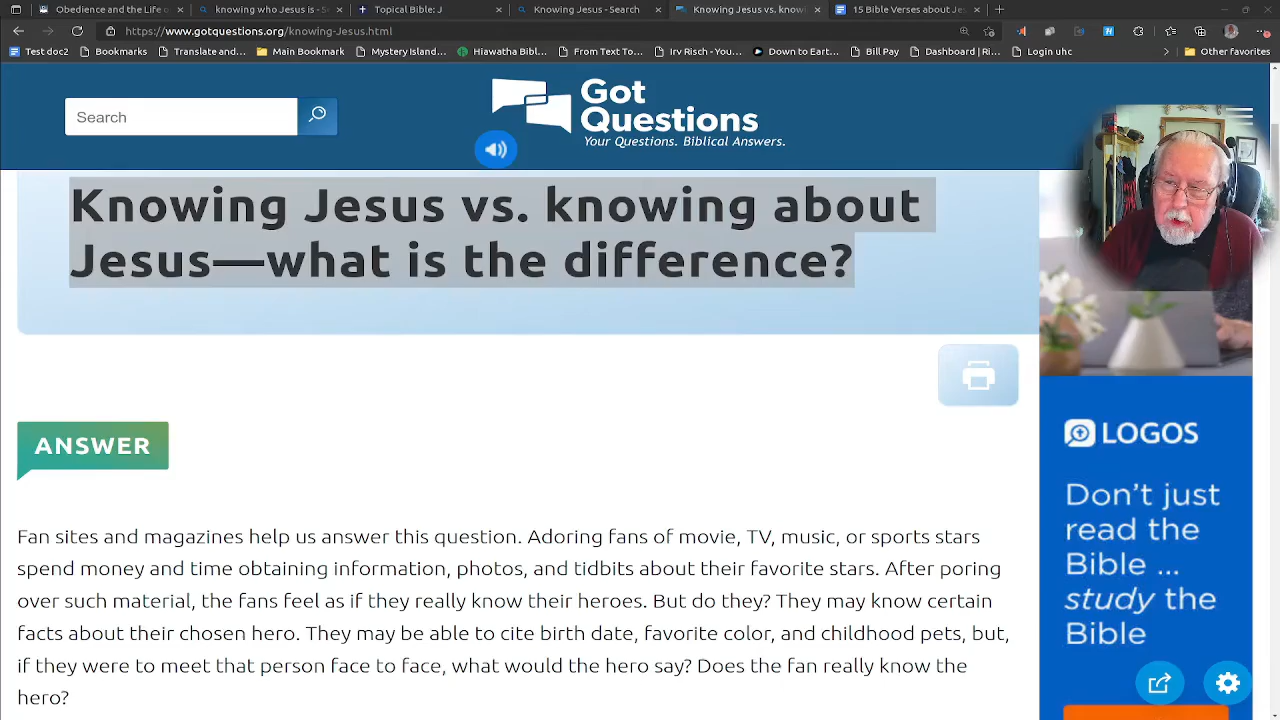 Obedience and the Life o
knowing who Jesus is - Se
Topical Bible: J
Knowing Jesus - Search
Knowing Jesus vs. knowi
15 Bible Verses about Je
https://www.gotquestions.org/knowing-Jesus.html
Test doc2
Bookmarks
Translate and...
Main Bookmark
Mystery Island...
Hiawatha Bible...
From Text To...
Irv Risch - You...
Down to Eart...
Bill Pay
Dashboard | Ri...
Login uhc
Other favorites
Search
Got
Questions
Your Questions. Biblical Answers.
Knowing Jesus vs. knowing about
Jesus—what is the difference?
ANSWER
Fan sites and magazines help us answer this question. Adoring fans of movie, TV, music, or sports stars
spend money and time obtaining information, photos, and tidbits about their favorite stars. After poring
over such material, the fans feel as if they really know their heroes. But do they? They may know certain
facts about their chosen hero. They may be able to cite birth date, favorite color, and childhood pets, but,
if they were to meet that person face to face, what would the hero say? Does the fan really know the
hero?
LOGOS
Don't just
read the
Bible ...
study the
Bible